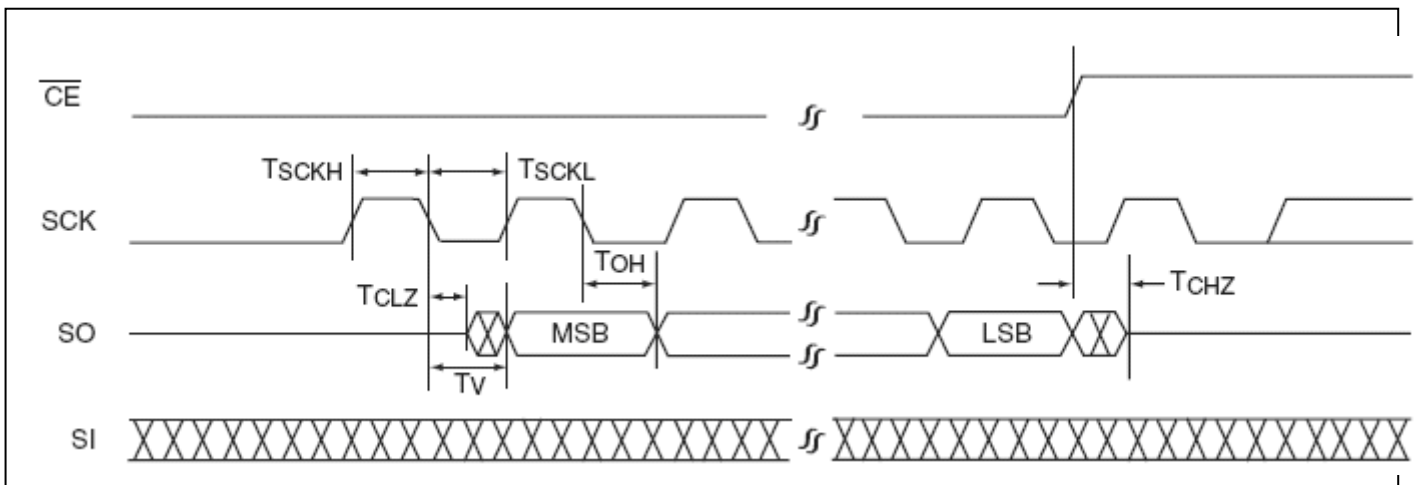 CE
TSCKH
TSCKL
SCK
TOH
TCLZ
TCHZ
SO
MSB
LSB
TV
SI